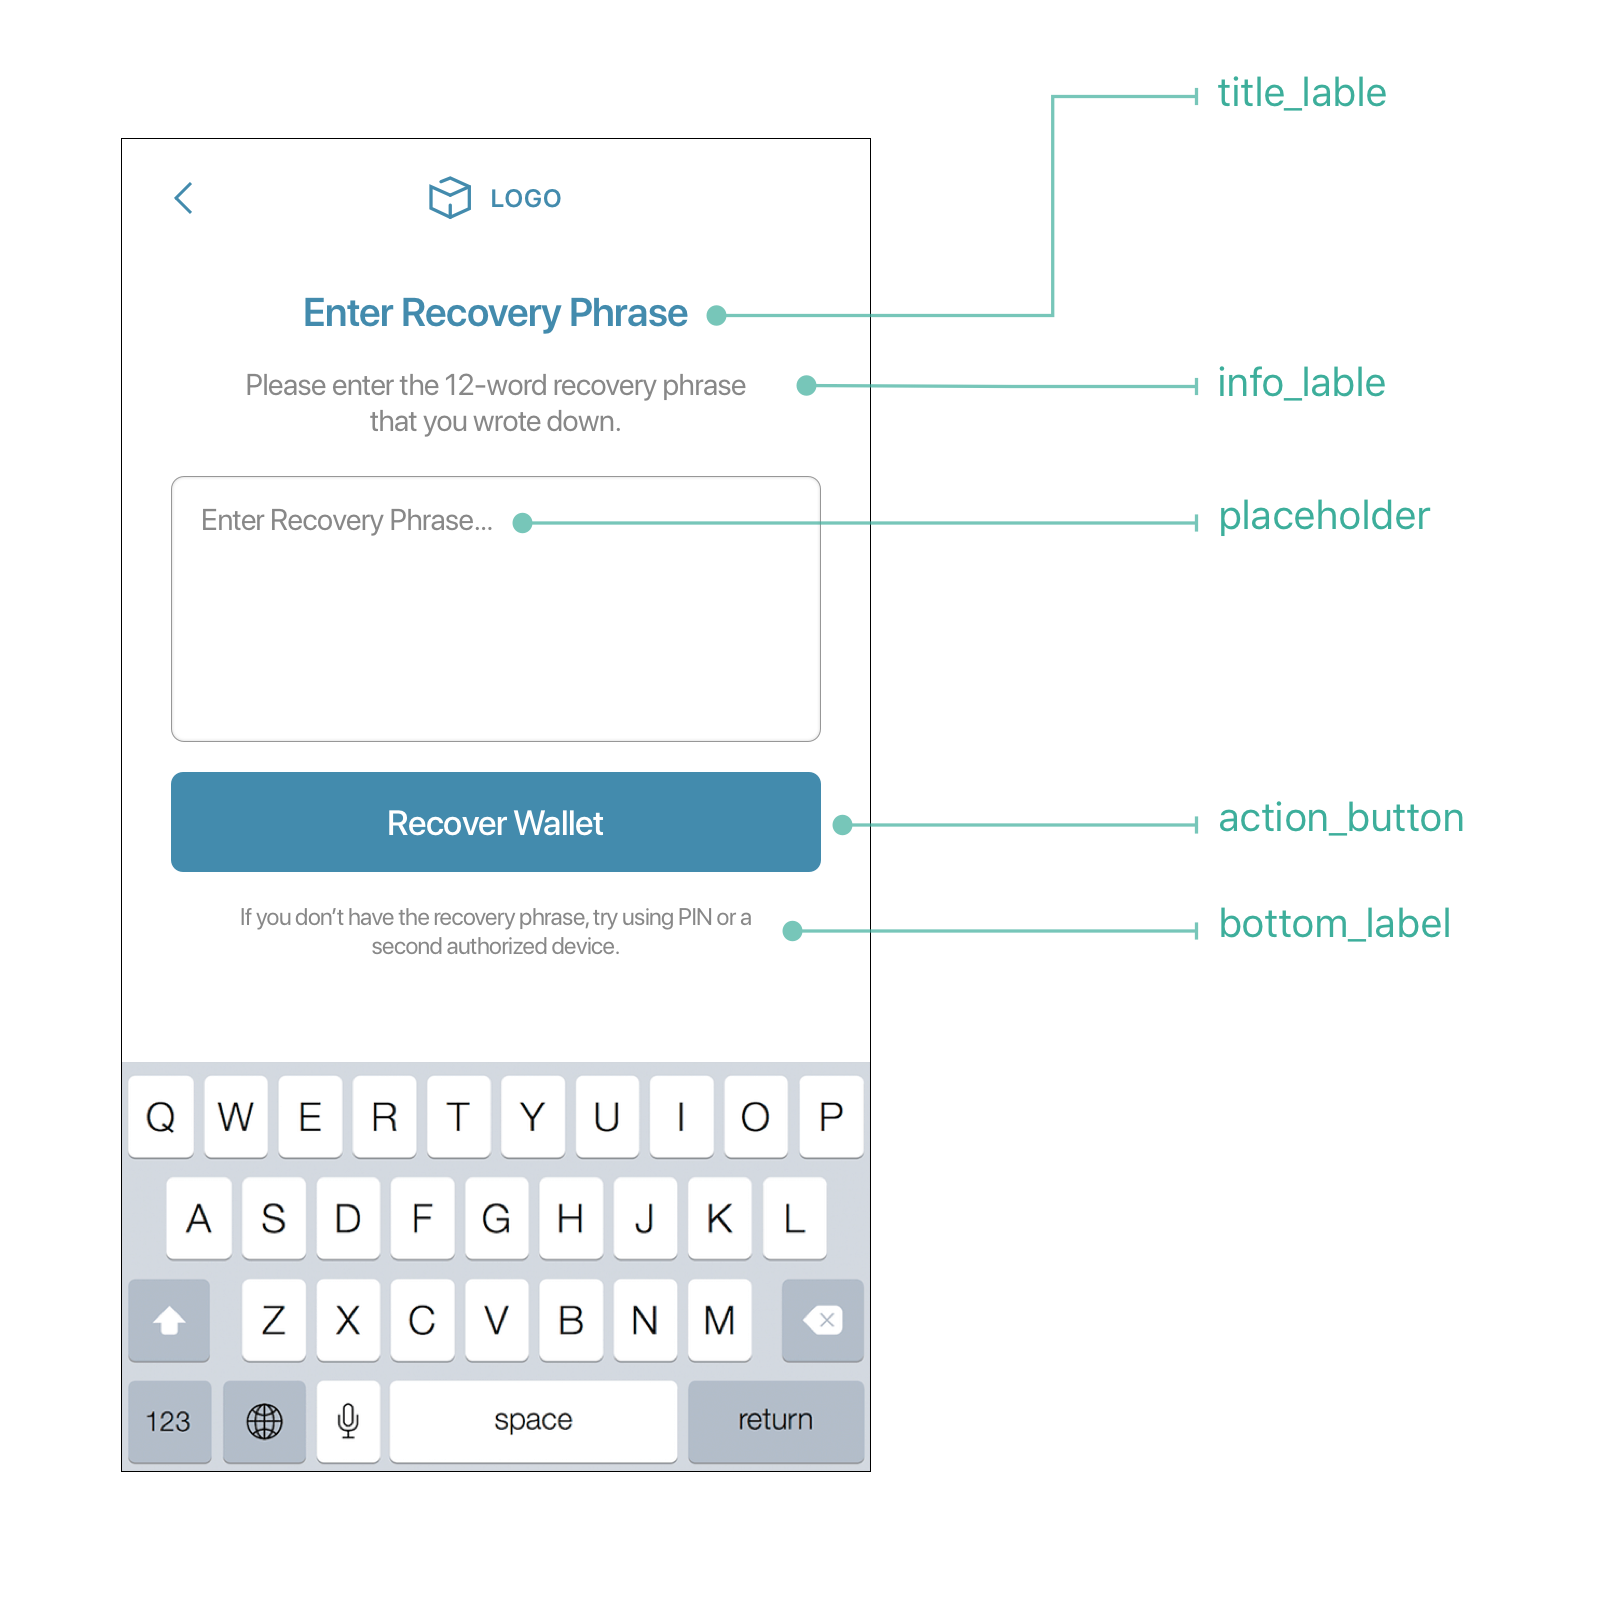 title_lable
LOGO
Enter Recovery Phrase
Please enter the 12-word recovery phrase
that you wrote down.
info_lable
Enter Recovery Phrase...
placeholder
Recover Wallet
action_button
If you don’t have the recovery phrase, try using PIN or a
second authorized device.
bottom_label
Q W E R T Y U I O P
A S D F G H J K L
Z X C V B N M
123 space return